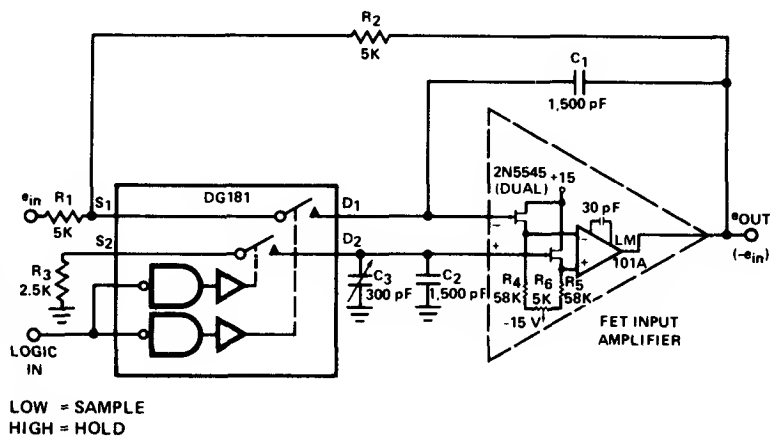 R2
5K
C1
1,500 pF
2N5545
(DUAL)
+15
30 pF
ein
R1
5K
S1
DG181
D1
S2
D2
−
+
−
+
LM
101A
eOUT
(-ein)
R3
2.5K
C3
300 pF
C2
1,500 pF
R4
58K
R6
5K
R5
58K
-15 V
FET INPUT
AMPLIFIER
LOGIC
IN
LOW = SAMPLE
HIGH = HOLD